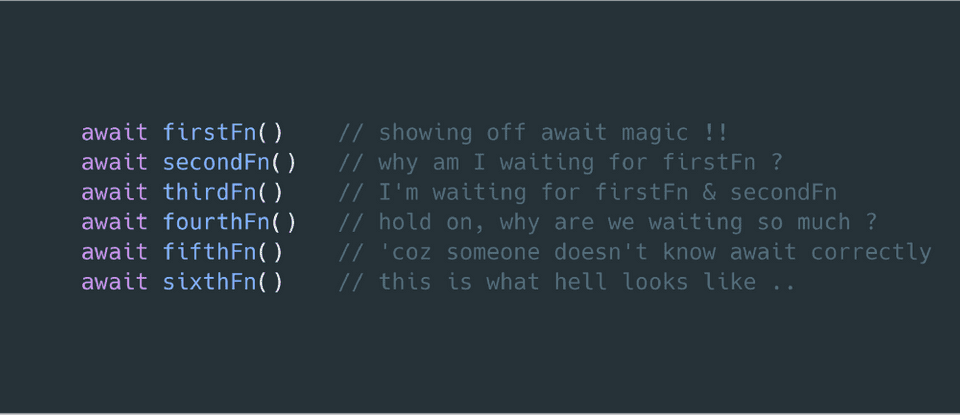 await firstFn()    // showing off await magic !!
await secondFn()   // why am I waiting for firstFn ?
await thirdFn()    // I'm waiting for firstFn & secondFn
await fourthFn()   // hold on, why are we waiting so much ?
await fifthFn()    // 'coz someone doesn't know await correctly
await sixthFn()    // this is what hell looks like ..